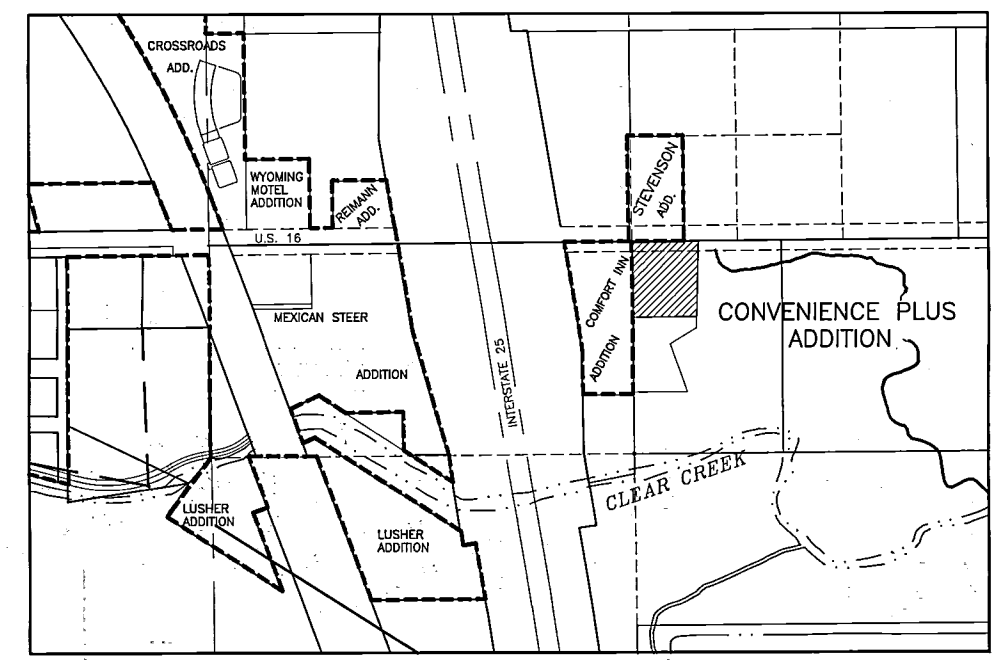 CROSSROADS
ADD.
WYOMING
MOTEL
ADDITION
REIMANN
ADD.
STEVENSON
ADD.
U.S. 16
MEXICAN STEER
ADDITION
INTERSTATE 25
COMFORT INN
ADDITION
CONVENIENCE PLUS
ADDITION
CLEAR CREEK
LUSHER
ADDITION
LUSHER
ADDITION